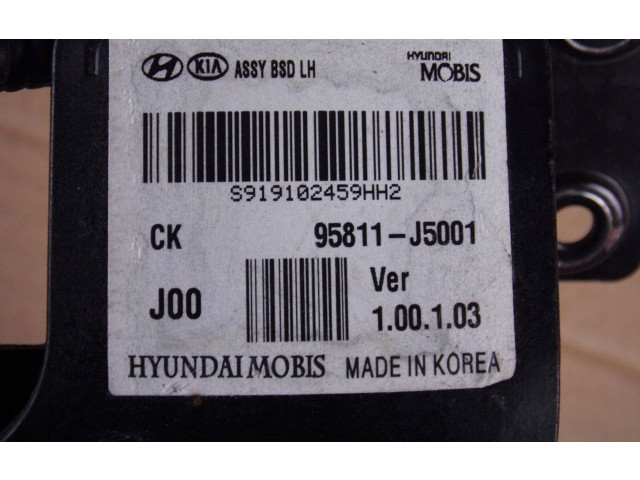 KIA ASSY BSD LH
HYUNDAI
MOBIS
S919102459HH2
CK 95811-J5001
J00 Ver
1.00.1.03
HYUNDAI MOBIS MADE IN KOREA